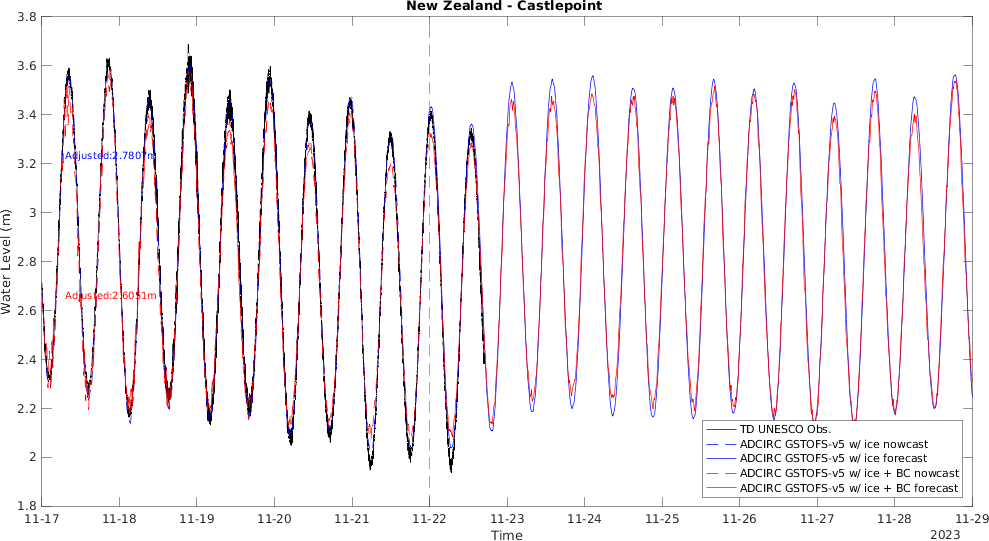 New Zealand - Castlepoint
3.8
3.6
3.4
3.2
3
2.8
2.6
2.4
2.2
2
1.8
Water Level (m)
Adjusted:2.7807m
Adjusted:2.6051m
TD UNESCO Obs.
ADCIRC GSTOFS-v5 w/ ice nowcast
ADCIRC GSTOFS-v5 w/ ice forecast
ADCIRC GSTOFS-v5 w/ ice + BC nowcast
ADCIRC GSTOFS-v5 w/ ice + BC forecast
11-17 11-18 11-19 11-20 11-21 11-22 11-23 11-24 11-25 11-26 11-27 11-28 11-29
Time
2023